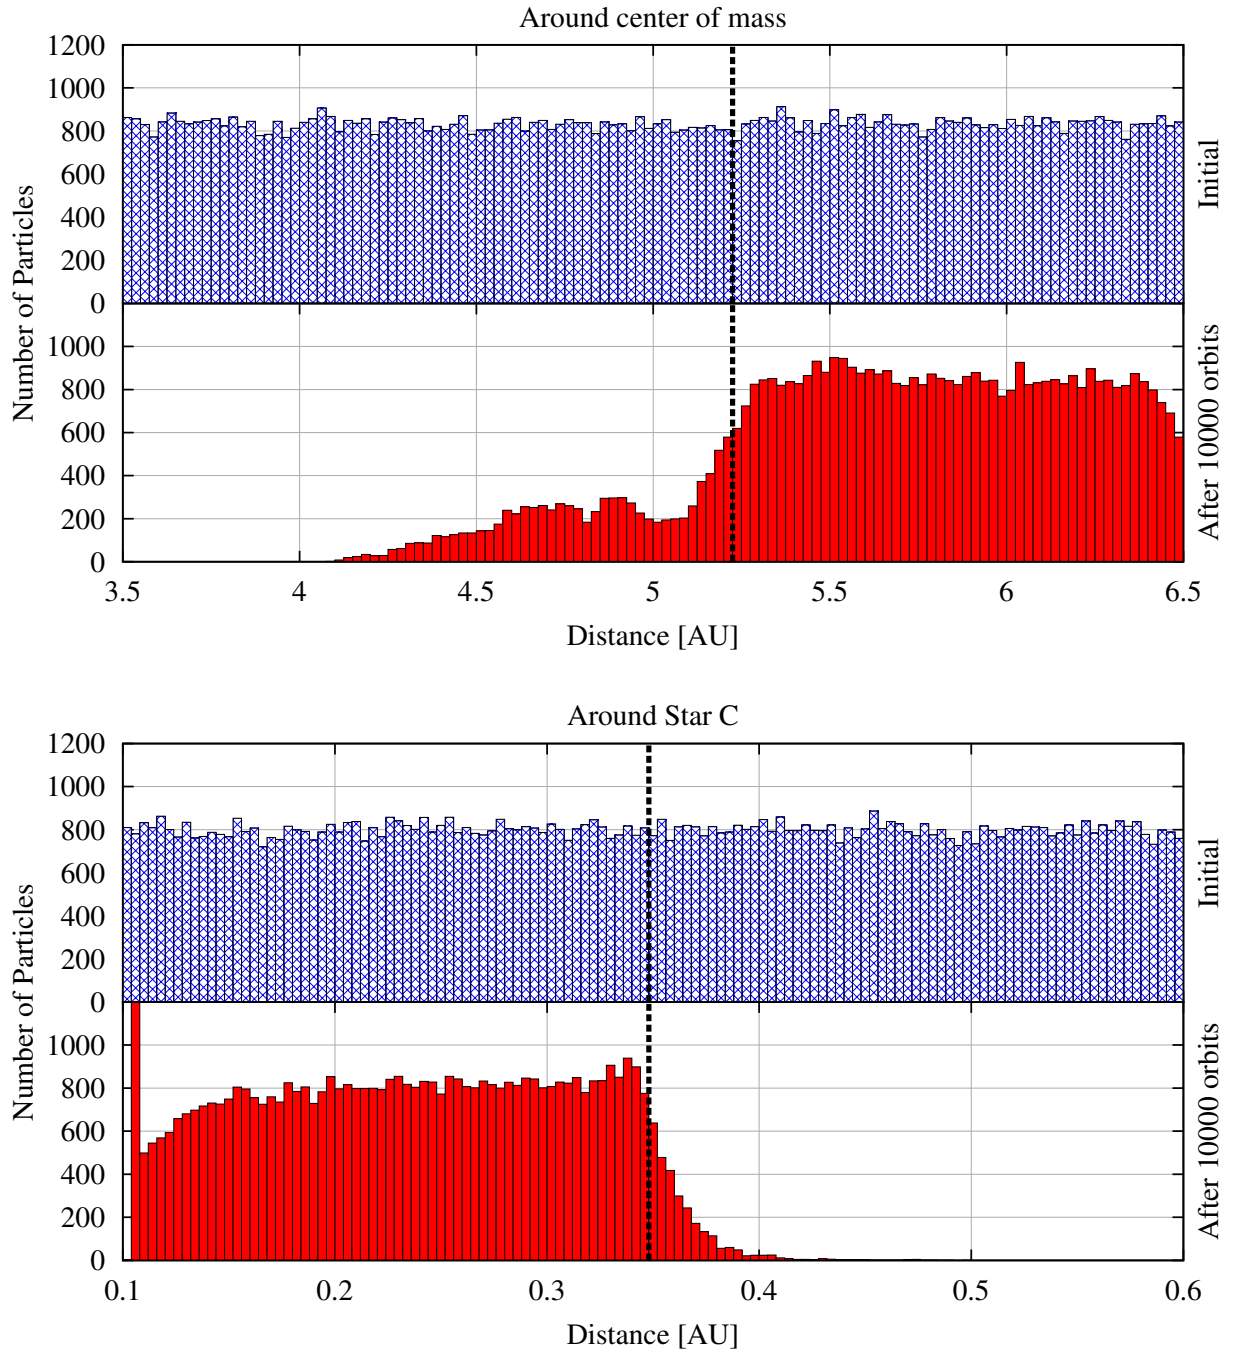 Around center of mass
1200
1000
800
600
400
200
0
Initial
Number of Particles
1000
800
600
400
200
0
After 10000 orbits
3.5 4 4.5 5 5.5 6 6.5
Distance [AU]
Around Star C
1200
1000
800
600
400
200
0
Initial
Number of Particles
1000
800
600
400
200
0
After 10000 orbits
0.1 0.2 0.3 0.4 0.5 0.6
Distance [AU]